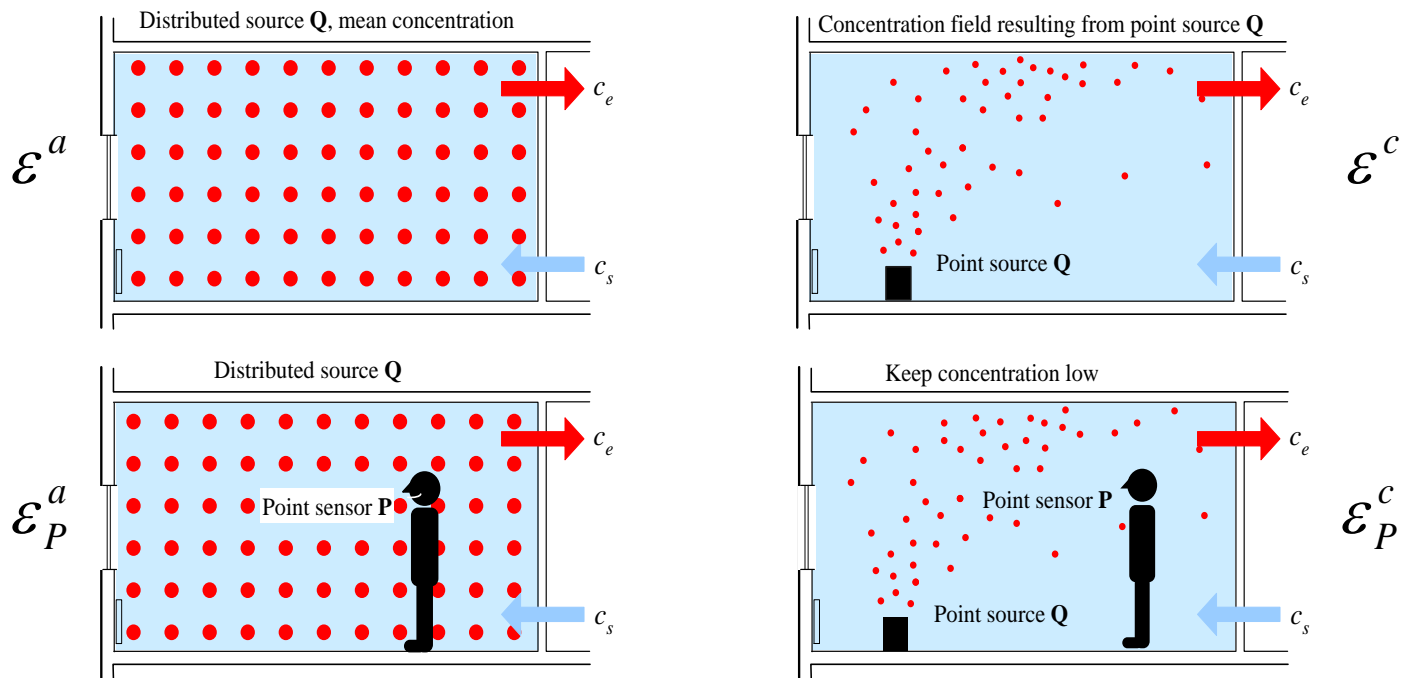 Distributed source Q, mean concentration
c_e
ε^a
c_s
Concentration field resulting from point source Q
c_e
ε^c
Point source Q
c_s
Distributed source Q
c_e
ε_P^a
Point sensor P
c_s
Keep concentration low
c_e
Point sensor P
ε_P^c
Point source Q
c_s